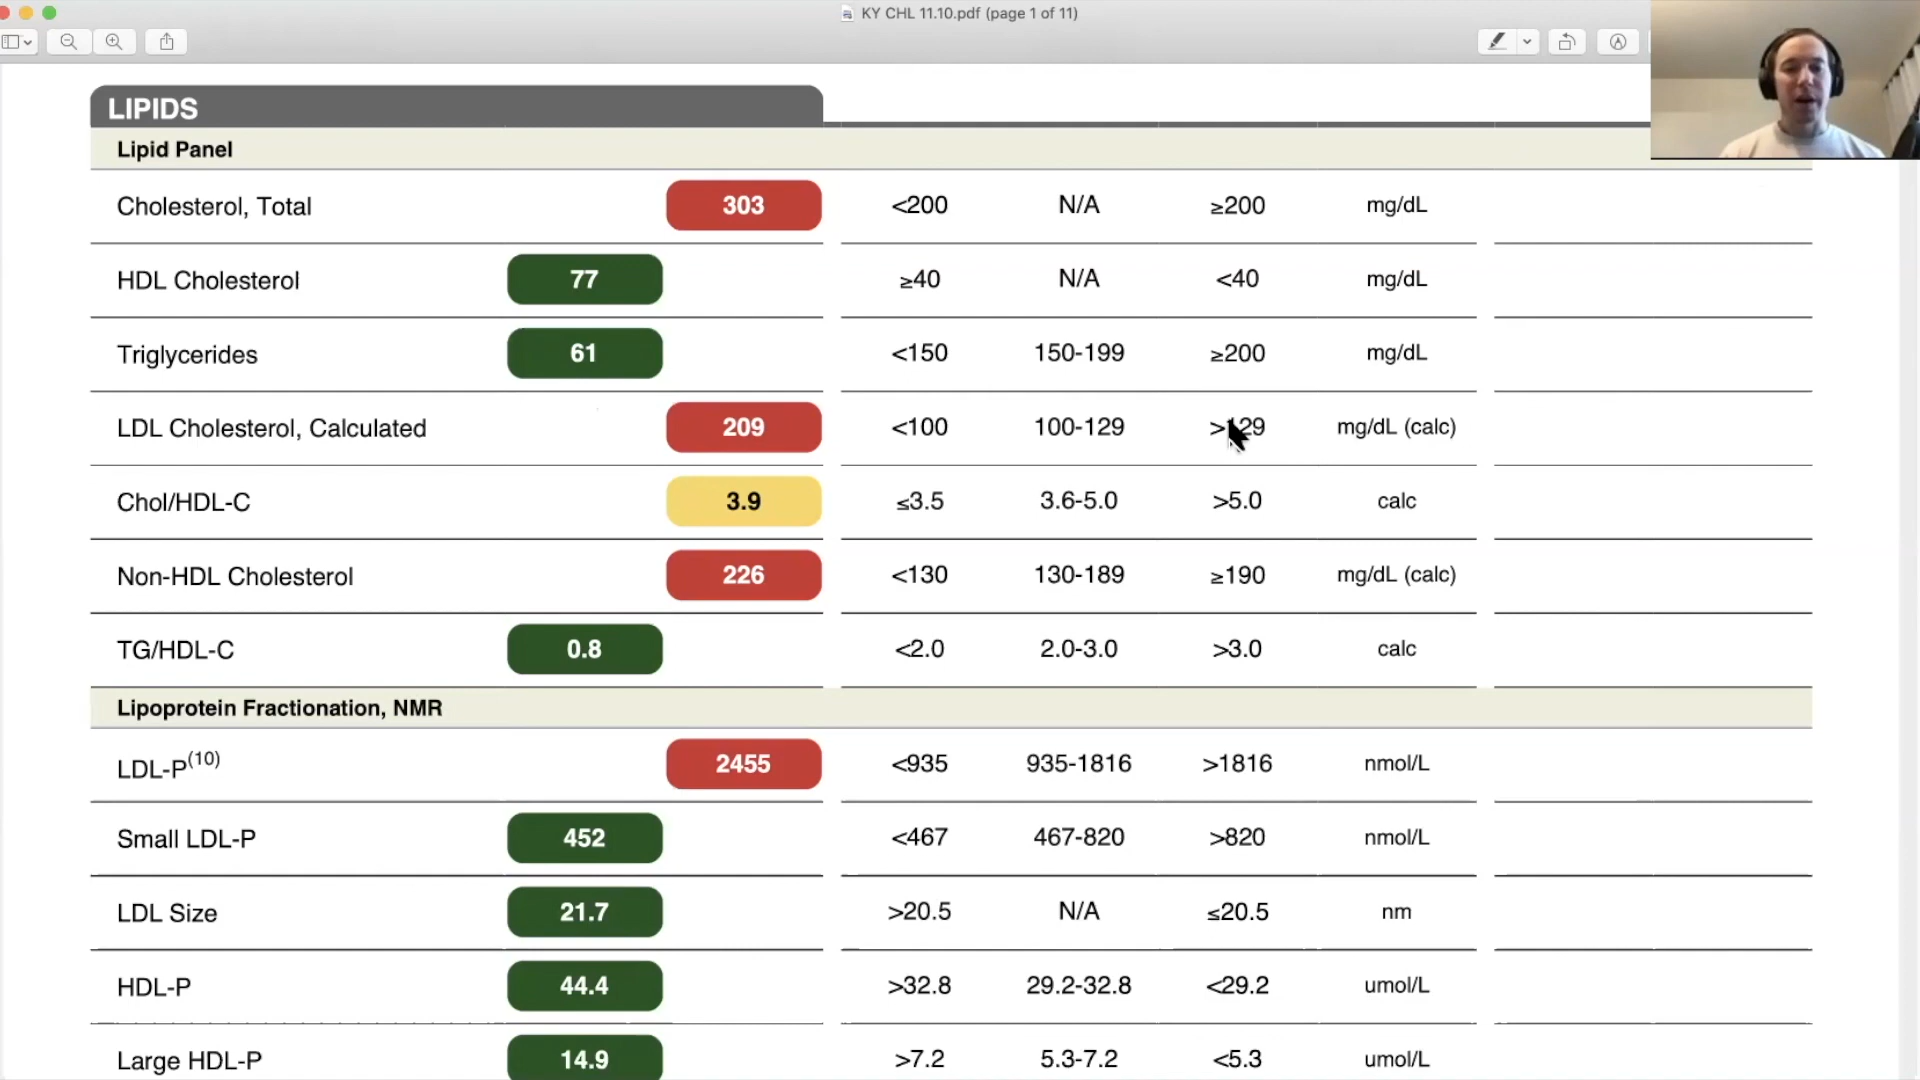 KY CHL 11.10.pdf (page 1 of 11)
LIPIDS
Lipid Panel
Cholesterol, Total 303 <200 N/A ≥200 mg/dL
HDL Cholesterol 77 ≥40 N/A <40 mg/dL
Triglycerides 61 <150 150-199 ≥200 mg/dL
LDL Cholesterol, Calculated 209 <100 100-129 >129 mg/dL (calc)
Chol/HDL-C 3.9 ≤3.5 3.6-5.0 >5.0 calc
Non-HDL Cholesterol 226 <130 130-189 ≥190 mg/dL (calc)
TG/HDL-C 0.8 <2.0 2.0-3.0 >3.0 calc
Lipoprotein Fractionation, NMR
LDL-P(10) 2455 <935 935-1816 >1816 nmol/L
Small LDL-P 452 <467 467-820 >820 nmol/L
LDL Size 21.7 >20.5 N/A ≤20.5 nm
HDL-P 44.4 >32.8 29.2-32.8 <29.2 umol/L
Large HDL-P 14.9 >7.2 5.3-7.2 <5.3 umol/L